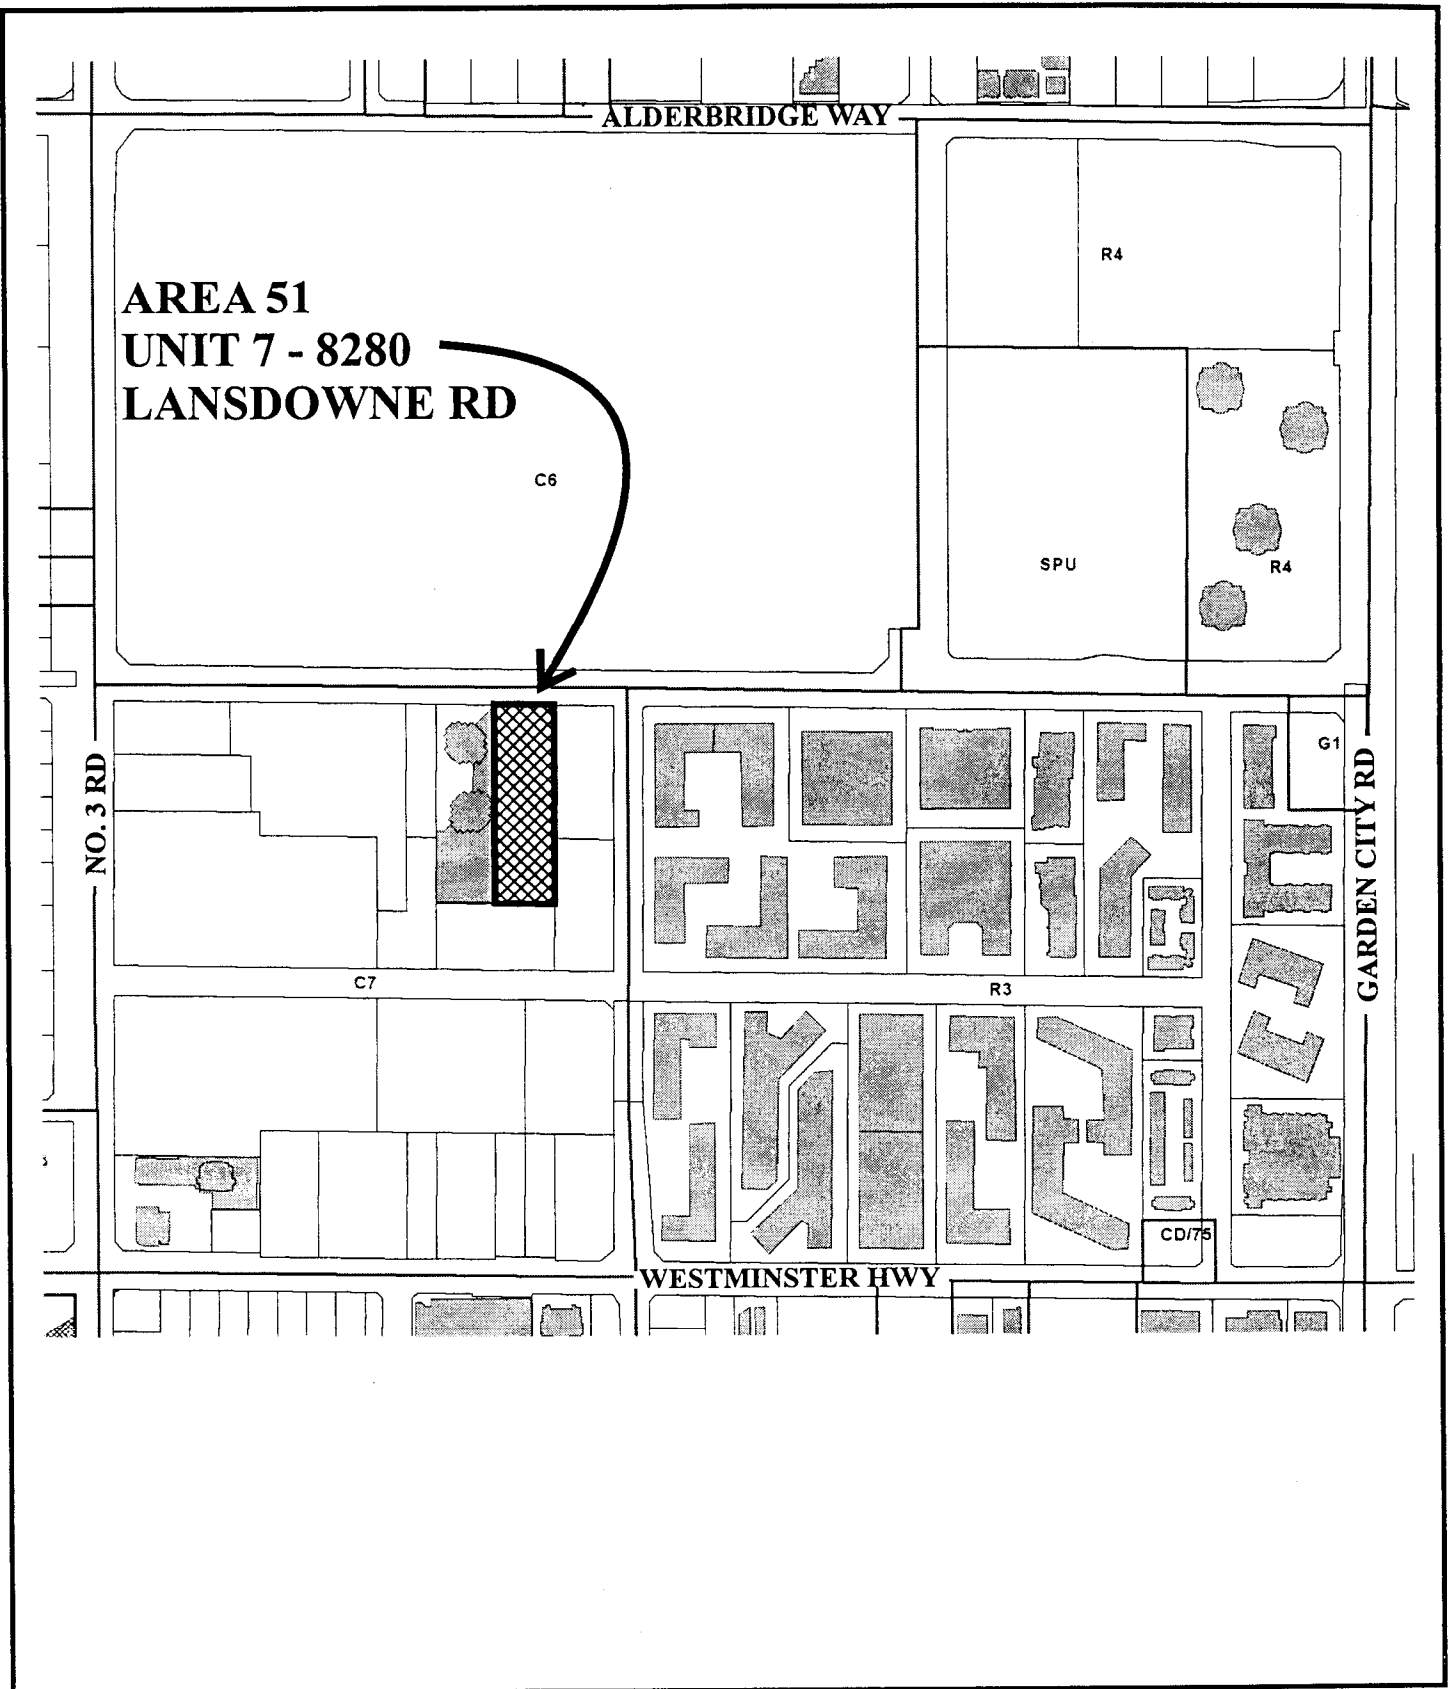 ALDERBRIDGE WAY
R4
AREA 51
UNIT 7 - 8280
LANSDOWNE RD
C6
SPU
R4
G1
NO. 3 RD
GARDEN CITY RD
C7
R3
CD/75
WESTMINSTER HWY